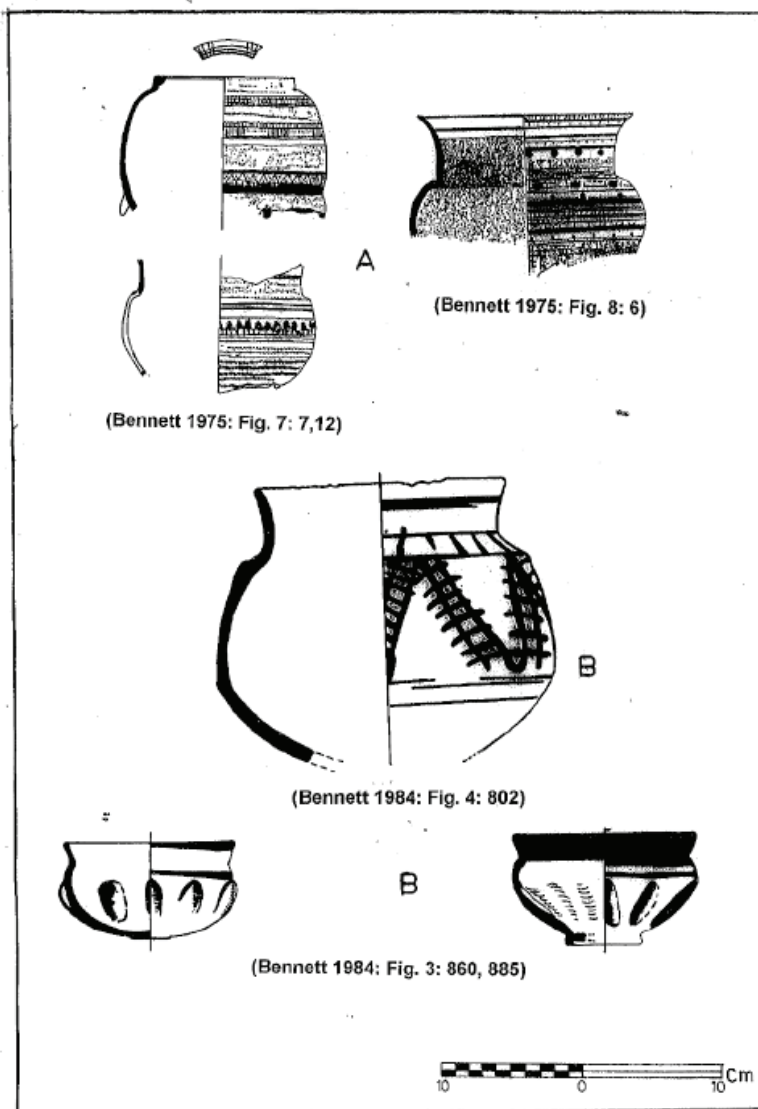 A
(Bennett 1975: Fig. 8: 6)
(Bennett 1975: Fig. 7: 7,12)
B
(Bennett 1984: Fig. 4: 802)
B
(Bennett 1984: Fig. 3: 860, 885)
10 0 10 Cm